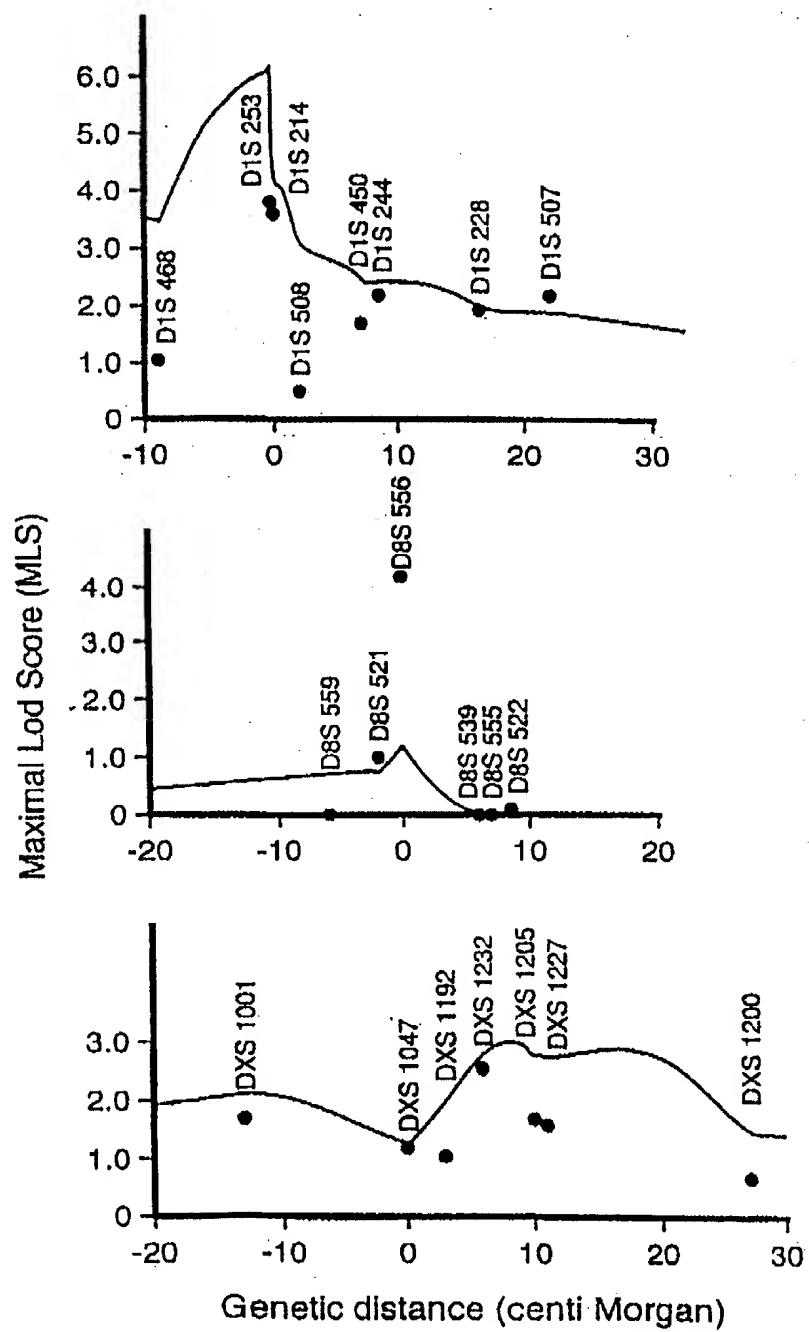 6.0
5.0
4.0
3.0
2.0
1.0
0
D1S 468
D1S 253
D1S 214
D1S 508
D1S 450
D1S 244
D1S 228
D1S 507
-10
0
10
20
30
Maximal Lod Score (MLS)
4.0
3.0
2.0
1.0
0
D8S 559
D8S 521
D8S 556
D8S 539
D8S 555
D8S 522
-20
-10
0
10
20
3.0
2.0
1.0
0
DXS 1001
DXS 1047
DXS 1192
DXS 1232
DXS 1205
DXS 1227
DXS 1200
-20
-10
0
10
20
30
Genetic distance (centi Morgan)